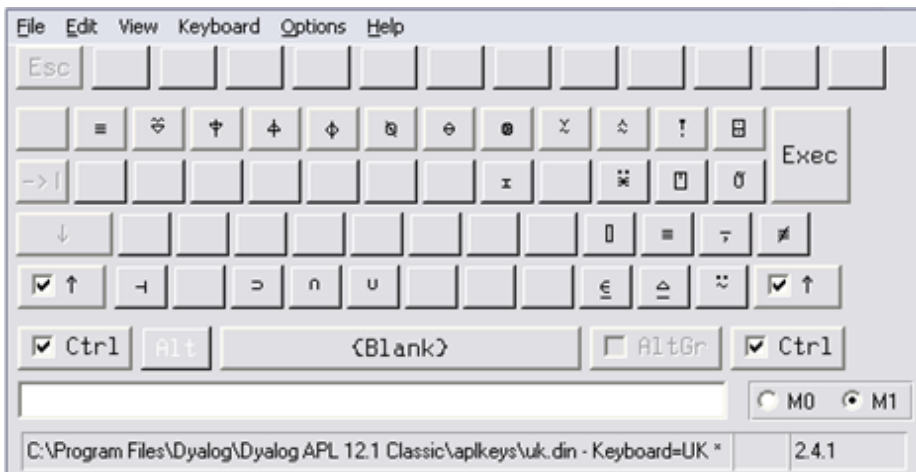 File Edit View Keyboard Options Help
Esc
≡ ⍢ ⍒ ⍋ ⌽ ⍉ ⊖ ⍟ ⍱ ⍲ ! ⌹
Exec
->| ⌶ ⍣ ⍞ ⍬
↓ ⌷ ≡ ⍪ ≢
↑ ⊣ ⊃ ∩ ∪ ⍷ ⍙ ⍨ ↑
Ctrl Alt {Blank} AltGr Ctrl
M0 M1
C:\Program Files\Dyalog\Dyalog APL 12.1 Classic\aplkeys\uk.din - Keyboard=UK * 2.4.1